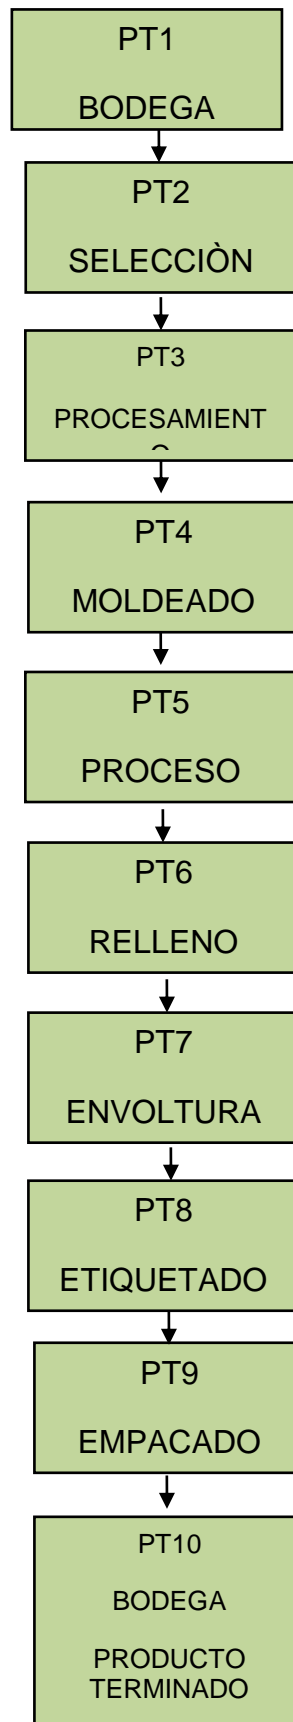 PT1
BODEGA
PT2
SELECCIÒN
PT3
PROCESAMIENT
PT4
MOLDEADO
PT5
PROCESO
PT6
RELLENO
PT7
ENVOLTURA
PT8
ETIQUETADO
PT9
EMPACADO
PT10
BODEGA
PRODUCTO
TERMINADO